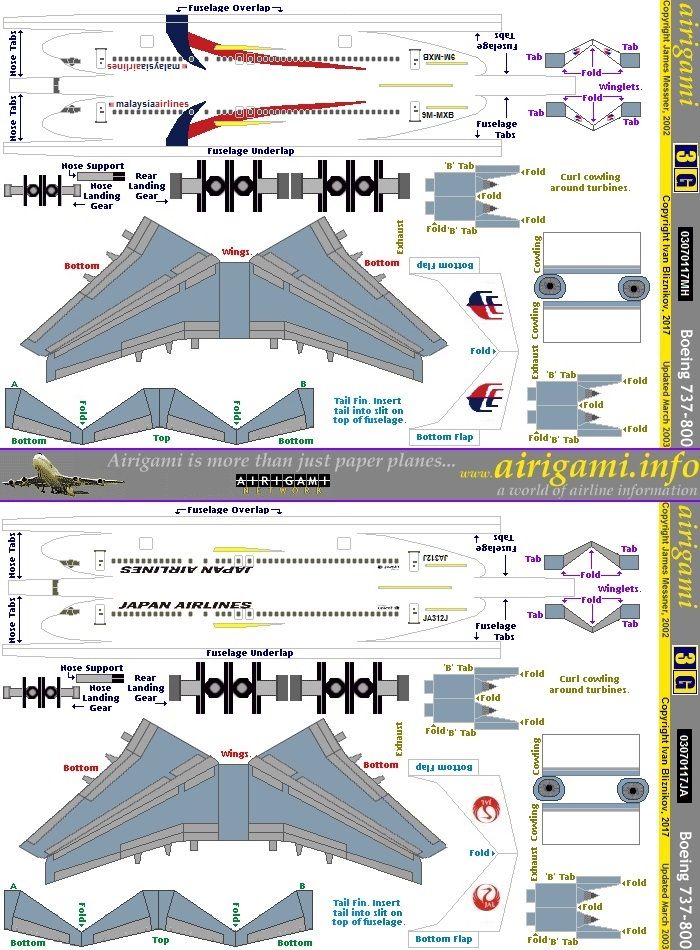 Fuselage Overlap
Nose Tabs
malaysiaairlines
9M-MXB
Fuselage Tabs
Tab
Fold
Tab
Winglets.
Nose Tabs
malaysiaairlines
9M-MXB
Fuselage Tabs
Tab
Tab
Fuselage Underlap
Nose Support
Nose Landing Gear
Rear Landing Gear
'B' Tab
Fold
Fold
Fold
'B' Tab
Fold
Exhaust
Curl cowling
around turbines.
Bottom
Wings.
Bottom
Bottom Flap
Fold
Bottom Flap
Cowling
Cowling
Exhaust
'B' Tab
Fold
Fold
Fold
'B' Tab
Fold
A
B
Fold
Fold
Bottom
Top
Bottom
Tail Fin. Insert
tail into slit on
top of fuselage.
airigami
Copyright James Messner, 2002
3G
Copyright Ivan Bliznikov, 2017
03070117MH
Updated March 2003
Boeing 737-800
Airigami is more than just paper planes...
AIRIGAMI
NETWORK
www.airigami.info
a world of airline information
Fuselage Overlap
Nose Tabs
JAPAN AIRLINES
JA312J
Fuselage Tabs
Tab
Fold
Tab
Winglets.
Nose Tabs
JAPAN AIRLINES
JA312J
Fuselage Tabs
Tab
Tab
Fuselage Underlap
Nose Support
Nose Landing Gear
Rear Landing Gear
'B' Tab
Fold
Fold
Fold
'B' Tab
Fold
Exhaust
Curl cowling
around turbines.
Bottom
Wings.
Bottom
Bottom Flap
JAL
Fold
JAL
Bottom Flap
Cowling
Cowling
Exhaust
'B' Tab
Fold
Fold
Fold
'B' Tab
Fold
A
B
Fold
Fold
Bottom
Top
Bottom
Tail Fin. Insert
tail into slit on
top of fuselage.
airigami
Copyright James Messner, 2002
3G
Copyright Ivan Bliznikov, 2017
03070117JA
Updated March 2003
Boeing 737-800